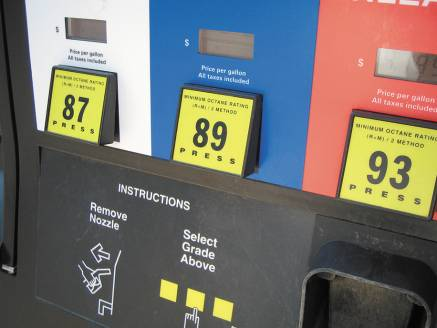 $
Price per gallon
All taxes included
MINIMUM OCTANE RATING
(R+M) / 2 METHOD
87
PRESS
$
Price per gallon
All taxes included
MINIMUM OCTANE RATING
(R+M) / 2 METHOD
89
PRESS
$
Price per gallon
All taxes included
MINIMUM OCTANE RATING
(R+M) / 2 METHOD
93
PRESS
INSTRUCTIONS
Remove
Nozzle
Select
Grade
Above